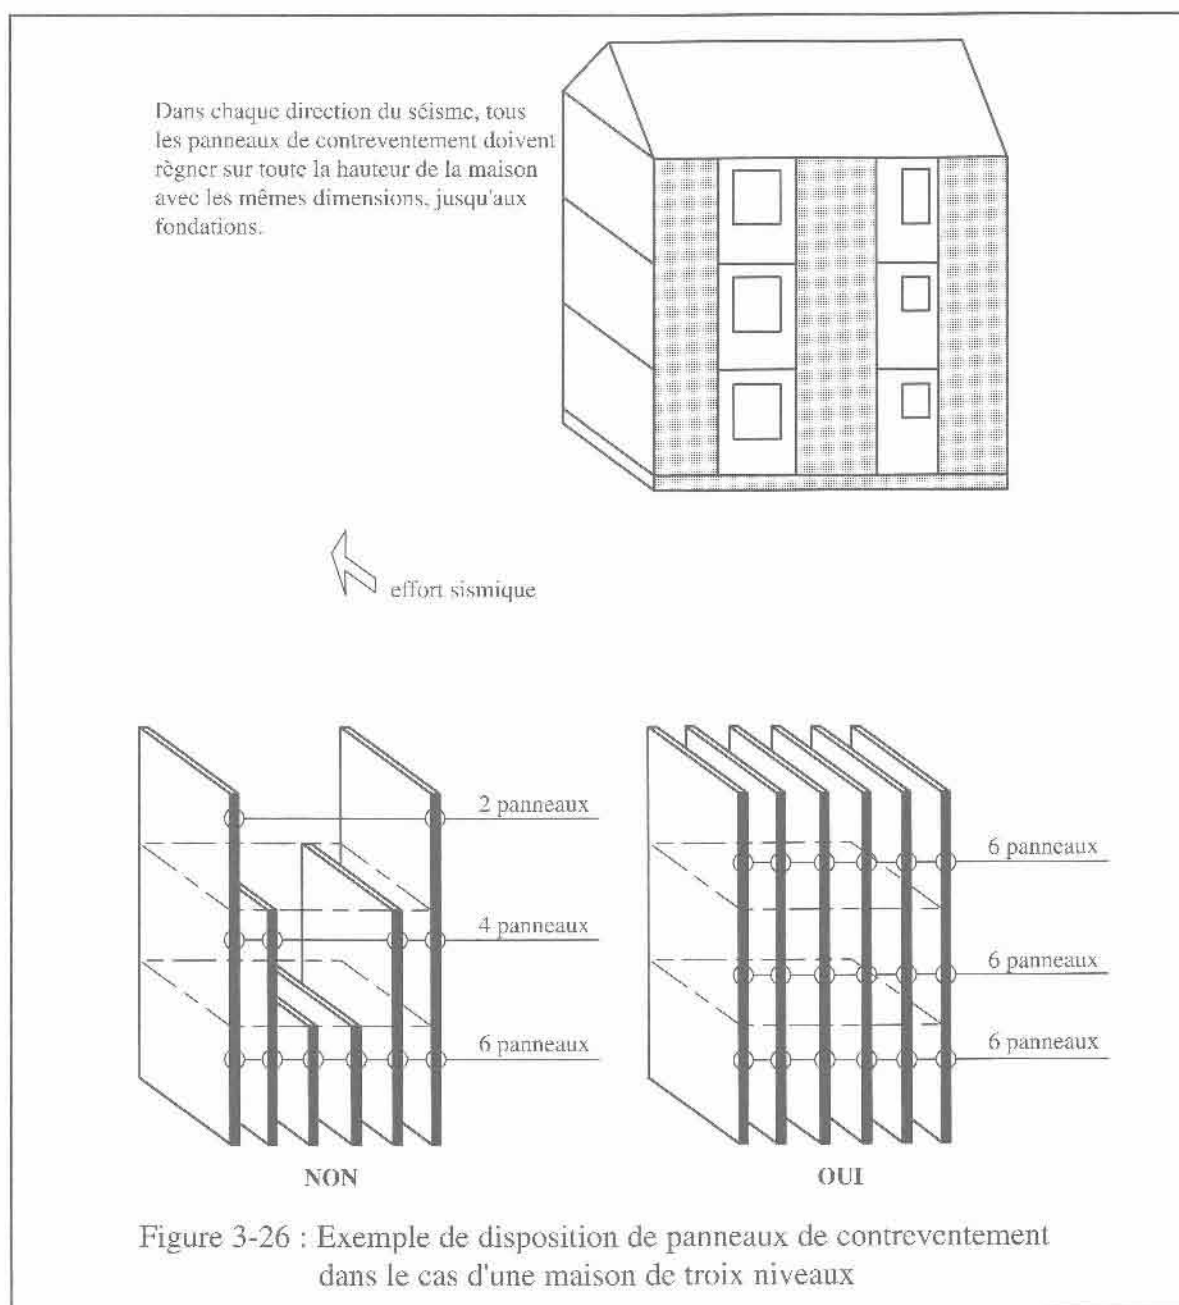 Dans chaque direction du séisme, tous
les panneaux de contreventement doivent
règner sur toute la hauteur de la maison
avec les mêmes dimensions, jusqu'aux
fondations.
effort sismique
2 panneaux
4 panneaux
6 panneaux
NON
6 panneaux
6 panneaux
6 panneaux
OUI
Figure 3-26 : Exemple de disposition de panneaux de contreventement
dans le cas d'une maison de troix niveaux